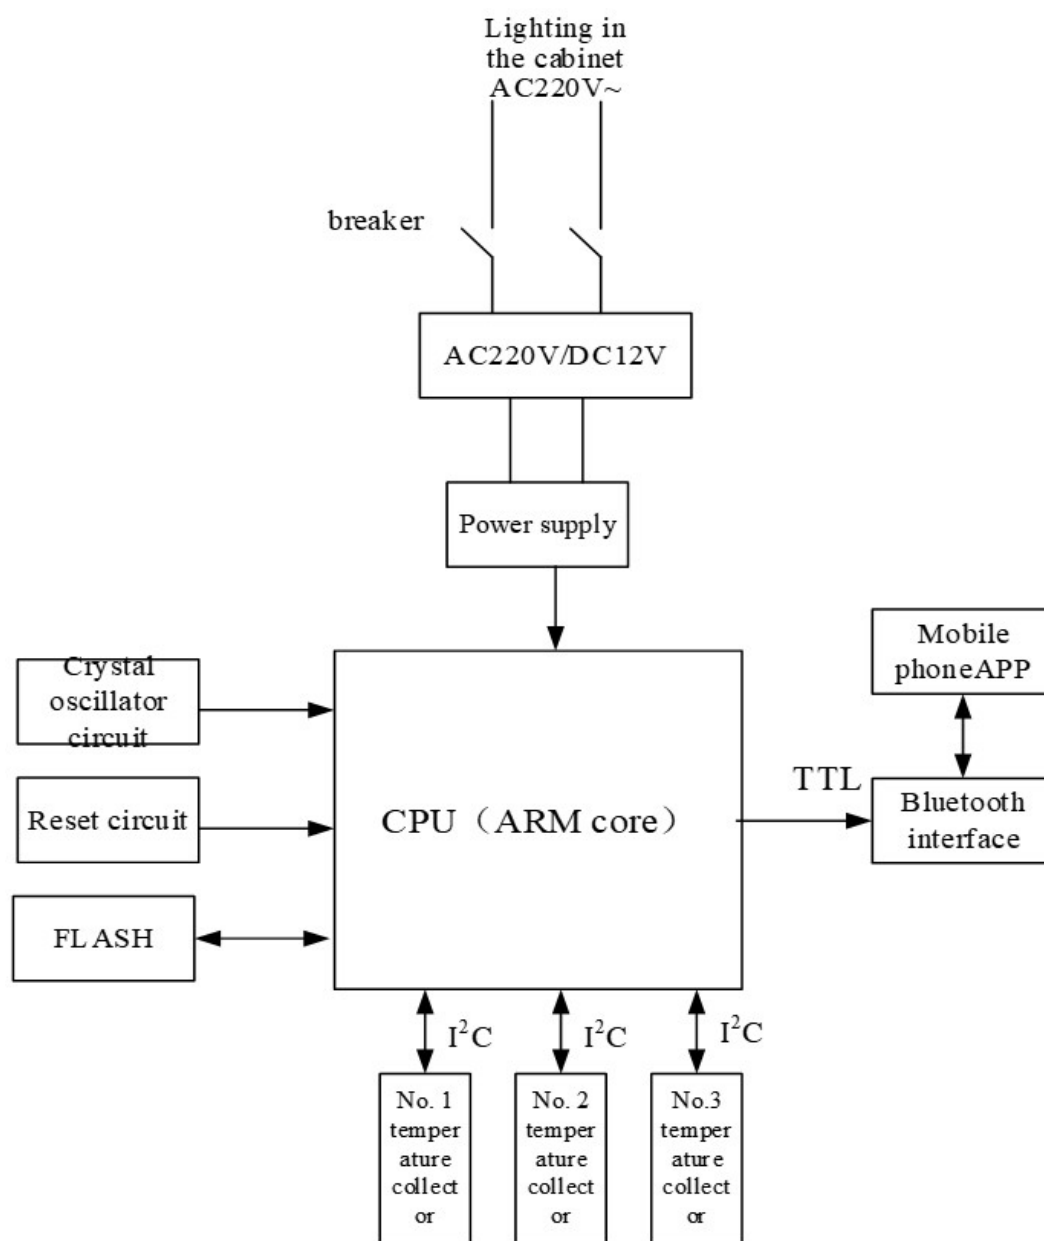 Lighting in
the cabinet
AC220V~
breaker
AC220V/DC12V
Power supply
Mobile
phoneAPP
Crystal
oscillator
circuit
TTL
Bluetooth
interface
Reset circuit
CPU（ARM core）
FLASH
I²C
I²C
I²C
No. 1
temper
ature
collect
or
No. 2
temper
ature
collect
or
No.3
temper
ature
collect
or